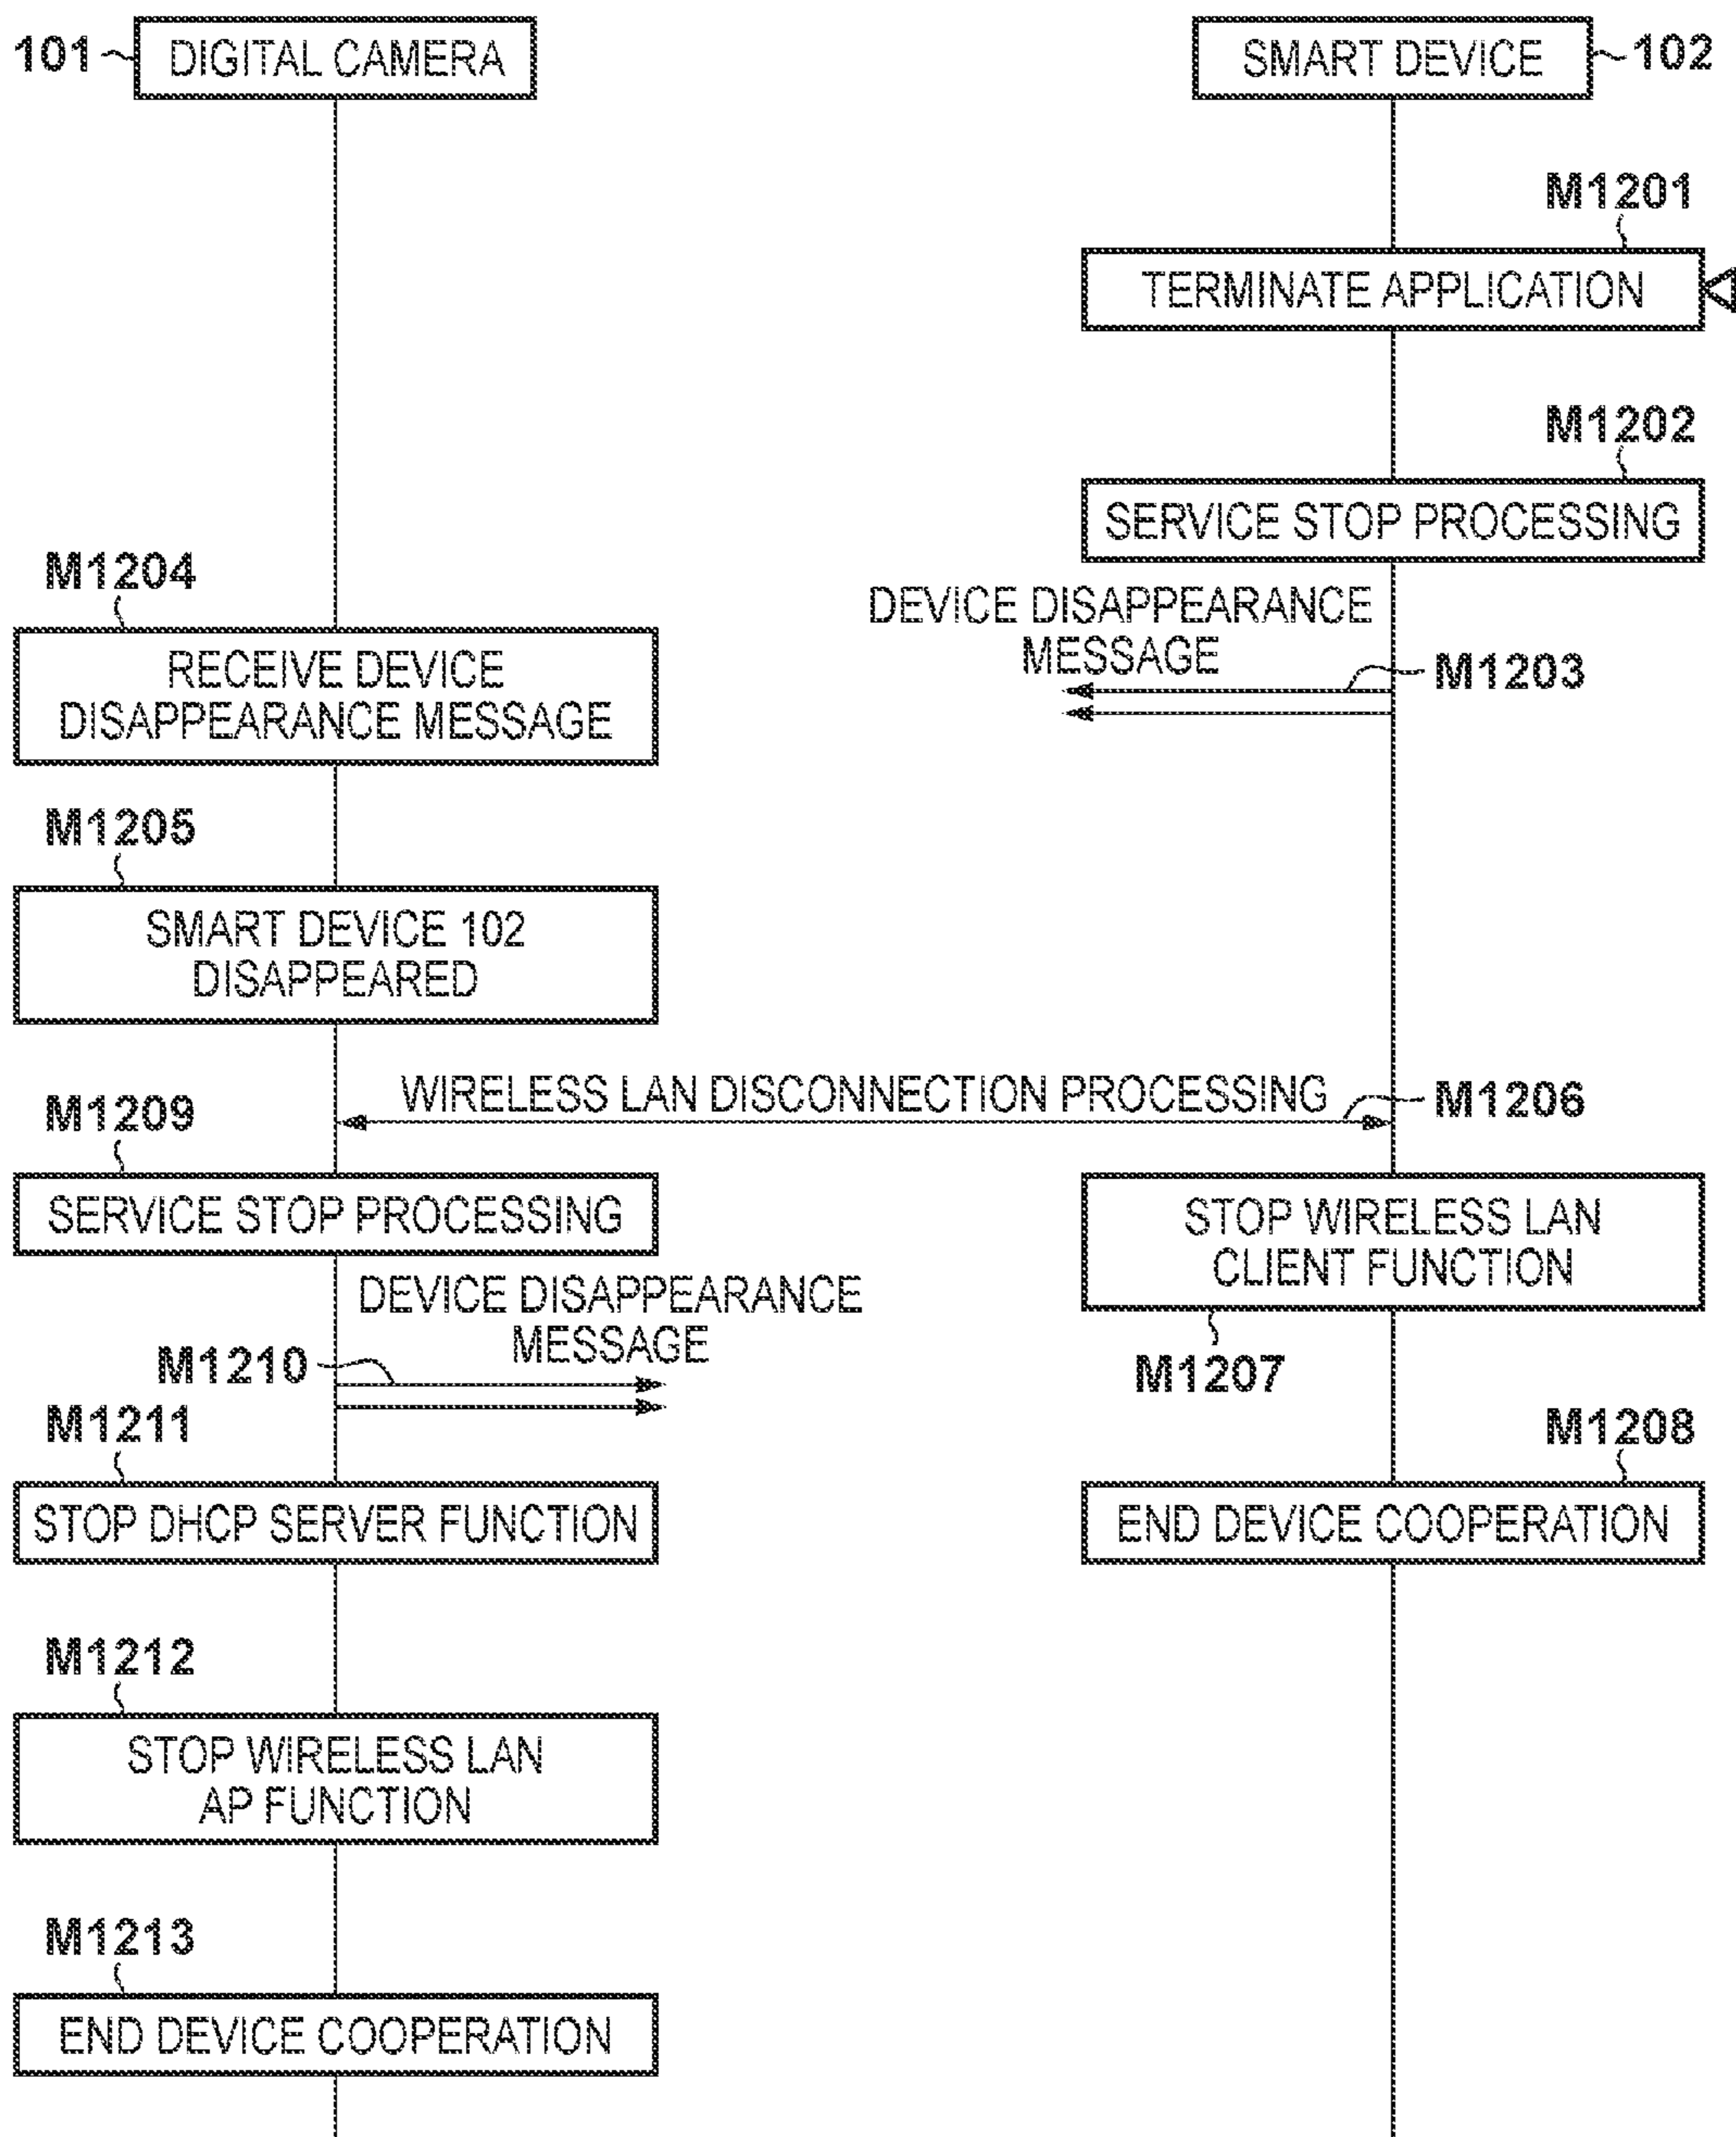 101
DIGITAL CAMERA
SMART DEVICE
102
M1201
TERMINATE APPLICATION
M1202
SERVICE STOP PROCESSING
M1204
DEVICE DISAPPEARANCE
MESSAGE
M1203
RECEIVE DEVICE
DISAPPEARANCE MESSAGE
M1205
SMART DEVICE 102
DISAPPEARED
WIRELESS LAN DISCONNECTION PROCESSING
M1206
M1209
SERVICE STOP PROCESSING
STOP WIRELESS LAN
CLIENT FUNCTION
M1207
DEVICE DISAPPEARANCE
MESSAGE
M1210
M1211
STOP DHCP SERVER FUNCTION
M1208
END DEVICE COOPERATION
M1212
STOP WIRELESS LAN
AP FUNCTION
M1213
END DEVICE COOPERATION